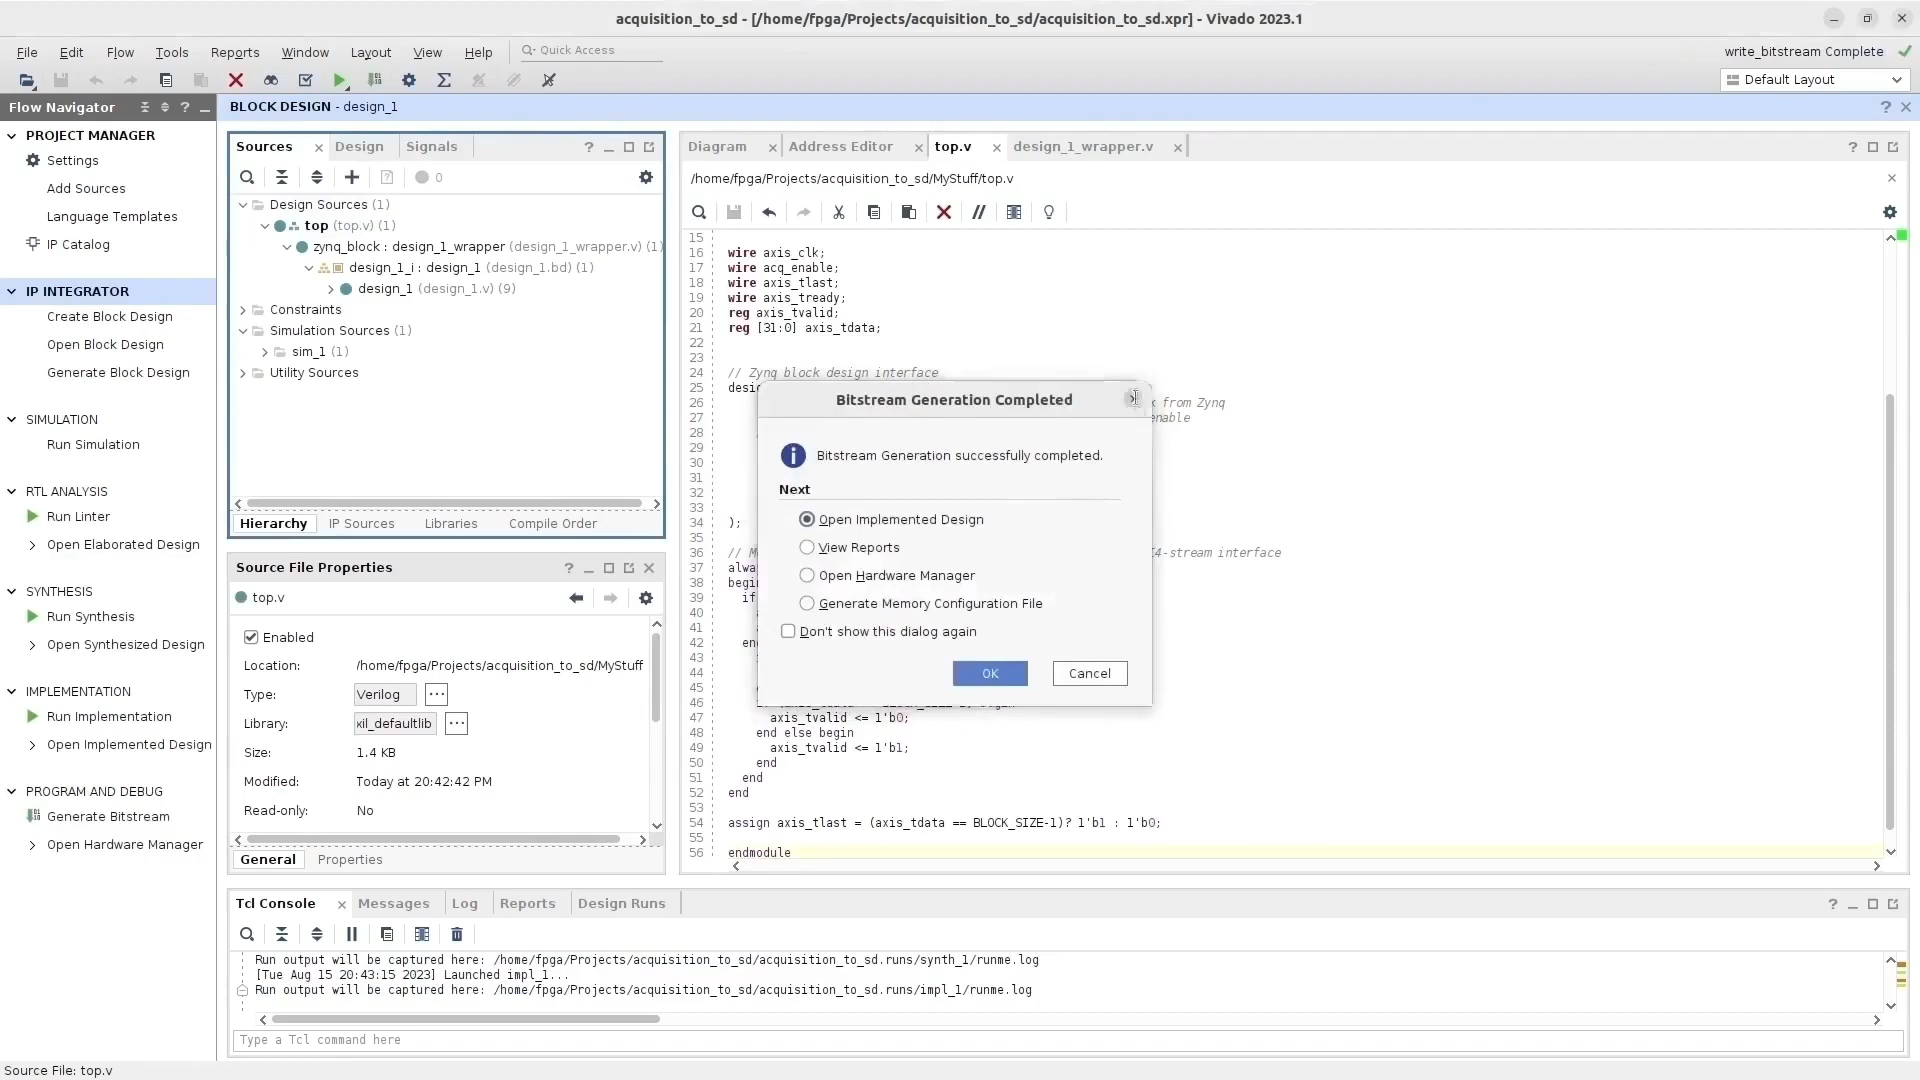 acquisition_to_sd - [/home/fpga/Projects/acquisition_to_sd/acquisition_to_sd.xpr] - Vivado 2023.1
File Edit Flow Tools Reports Window Layout View Help Quick Access write_bitstream Complete
Default Layout
Flow Navigator
BLOCK DESIGN - design_1
PROJECT MANAGER
Settings
Add Sources
Language Templates
IP Catalog
IP INTEGRATOR
Create Block Design
Open Block Design
Generate Block Design
SIMULATION
Run Simulation
RTL ANALYSIS
Run Linter
Open Elaborated Design
SYNTHESIS
Run Synthesis
Open Synthesized Design
IMPLEMENTATION
Run Implementation
Open Implemented Design
PROGRAM AND DEBUG
Generate Bitstream
Open Hardware Manager
Sources Design Signals
0
Design Sources (1)
top (top.v) (1)
zynq_block : design_1_wrapper (design_1_wrapper.v) (1)
design_1_i : design_1 (design_1.bd) (1)
design_1 (design_1.v) (9)
Constraints
Simulation Sources (1)
sim_1 (1)
Utility Sources
Hierarchy IP Sources Libraries Compile Order
Source File Properties
top.v
Enabled
Location: /home/fpga/Projects/acquisition_to_sd/MyStuff
Type: Verilog
Library: xil_defaultlib
Size: 1.4 KB
Modified: Today at 20:42:42 PM
Read-only: No
General Properties
Diagram Address Editor top.v design_1_wrapper.v
/home/fpga/Projects/acquisition_to_sd/MyStuff/top.v
15
16 wire axis_clk;
17 wire acq_enable;
18 wire axis_tlast;
19 wire axis_tready;
20 reg axis_tvalid;
21 reg [31:0] axis_tdata;
22
23
24 // Zynq block design interface
25 desig
26 from Zynq
27 enable
28
29
30
31
32
33
34 );
35
36 // M 4-stream interface
37 alwa
38 begi
39 if
40
41
42 en
43
44
45
46
47 axis_tvalid <= 1'b0;
48 end else begin
49 axis_tvalid <= 1'b1;
50 end
51 end
52 end
53
54 assign axis_tlast = (axis_tdata == BLOCK_SIZE-1)? 1'b1 : 1'b0;
55
56 endmodule
Bitstream Generation Completed
Bitstream Generation successfully completed.
Next
Open Implemented Design
View Reports
Open Hardware Manager
Generate Memory Configuration File
Don't show this dialog again
OK Cancel
Tcl Console Messages Log Reports Design Runs
Run output will be captured here: /home/fpga/Projects/acquisition_to_sd/acquisition_to_sd.runs/synth_1/runme.log
[Tue Aug 15 20:43:15 2023] Launched impl_1...
Run output will be captured here: /home/fpga/Projects/acquisition_to_sd/acquisition_to_sd.runs/impl_1/runme.log
Type a Tcl command here
Source File: top.v